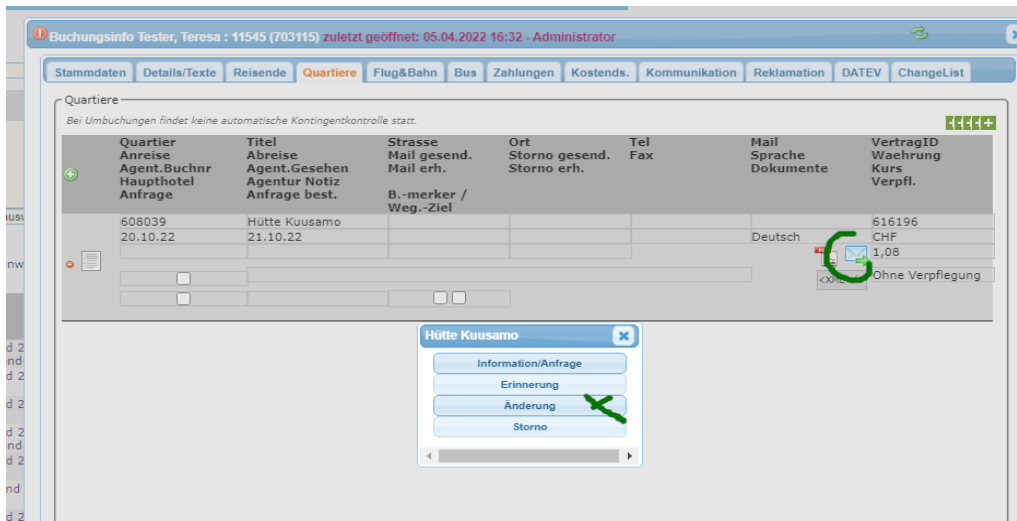 Buchungsinfo Tester, Teresa : 11545 (703115) zuletzt geöffnet: 05.04.2022 16:32 - Administrator
Stammdaten Details/Texte Reisende Quartiere Flug&Bahn Bus Zahlungen Kostends. Kommunikation Reklamation DATEV ChangeList
Quartiere
Bei Umbuchungen findet keine automatische Kontingentkontrolle statt.
Quartier Titel Strasse Ort Tel Mail VertragID
Anreise Abreise Mail gesend. Storno gesend. Fax Sprache Waehrung
Agent.Buchnr Agent.Gesehen Mail erh. Storno erh. Dokumente Kurs
Haupthotel Agentur Notiz Verpfl.
Anfrage Anfrage best. B.-merker /
Weg.-Ziel
608039 Hütte Kuusamo 616196
20.10.22 21.10.22 Deutsch CHF
1,08
Ohne Verpflegung
Hütte Kuusamo
Information/Anfrage
Erinnerung
Änderung
Storno